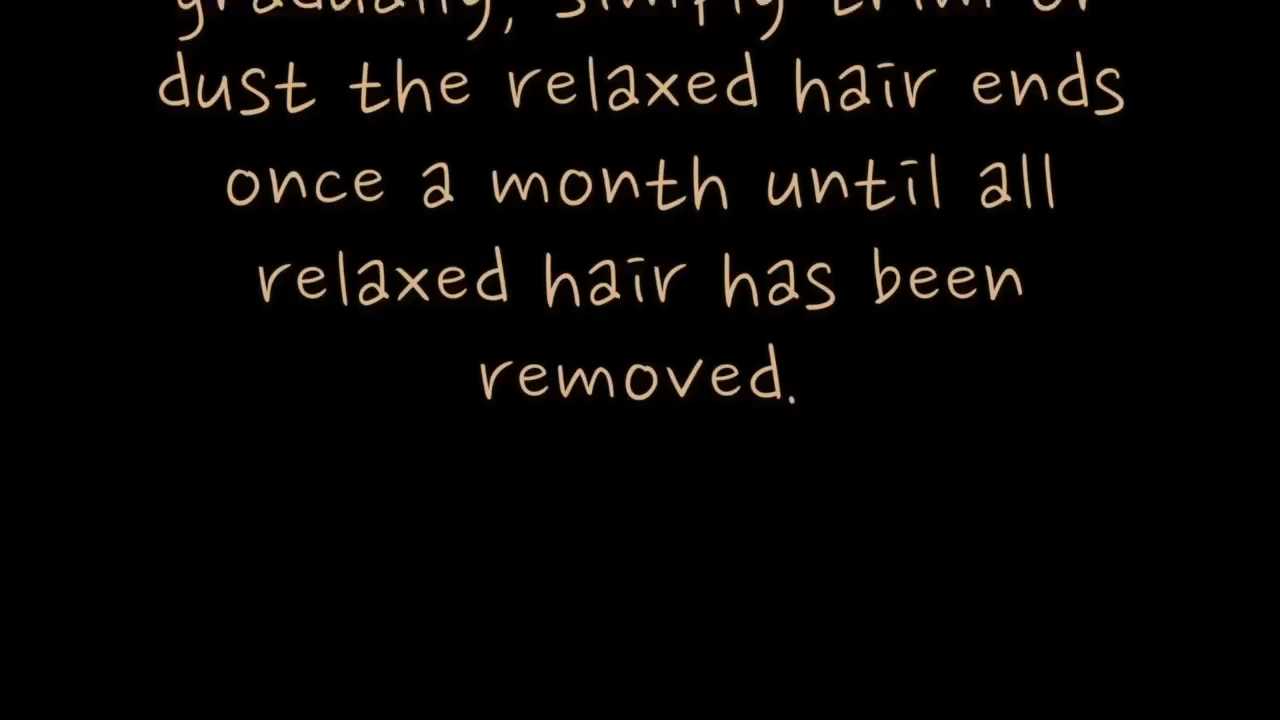 gradually, simply trim or
dust the relaxed hair ends
once a month until all
relaxed hair has been
removed.